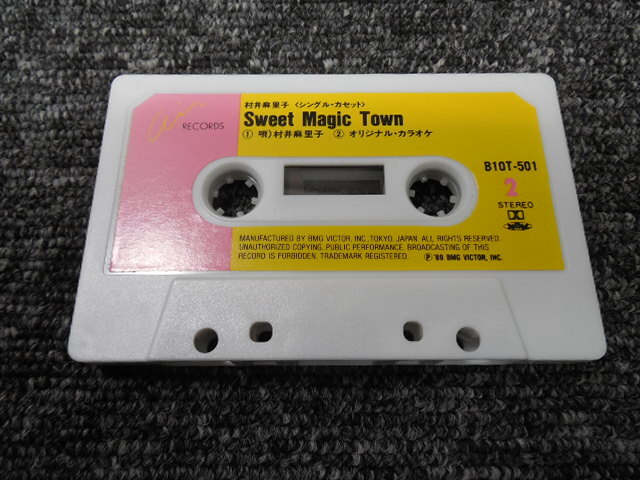 村井麻里子〈シングル・カセット〉
Sweet Magic Town
① 唄)村井麻里子 ② オリジナル・カラオケ
RECORDS
B10T-501
2
STEREO
MANUFACTURED BY BMG VICTOR, INC. TOKYO, JAPAN. ALL RIGHTS RESERVED.
UNAUTHORIZED COPYING, PUBLIC PERFORMANCE, BROADCASTING OF THIS
RECORD IS FORBIDDEN. TRADEMARK REGISTERED. Ⓟ '89 BMG VICTOR, INC.